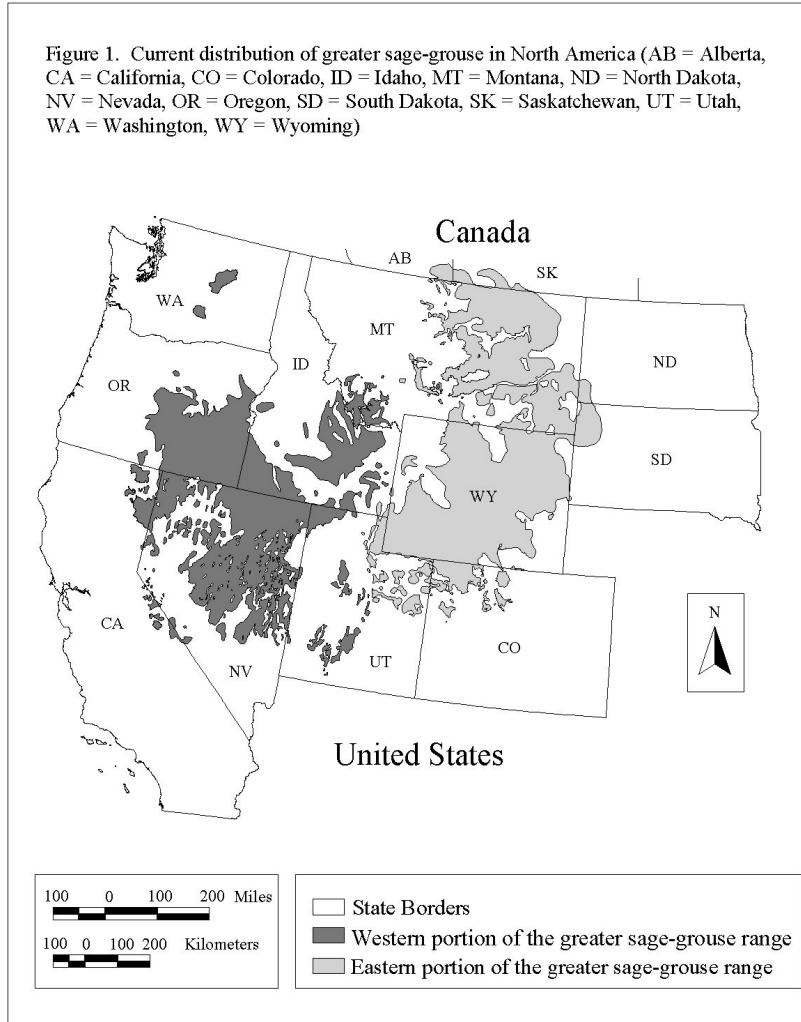 Figure 1.  Current distribution of greater sage-grouse in North America (AB = Alberta,
CA = California, CO = Colorado, ID = Idaho, MT = Montana, ND = North Dakota,
NV = Nevada, OR = Oregon, SD = South Dakota, SK = Saskatchewan, UT = Utah,
WA = Washington, WY = Wyoming)
Canada
AB
SK
WA
MT
ID
ND
OR
SD
WY
CA
NV
UT
CO
N
United States
100 0 100 200 Miles
100 0 100 200 Kilometers
State Borders
Western portion of the greater sage-grouse range
Eastern portion of the greater sage-grouse range